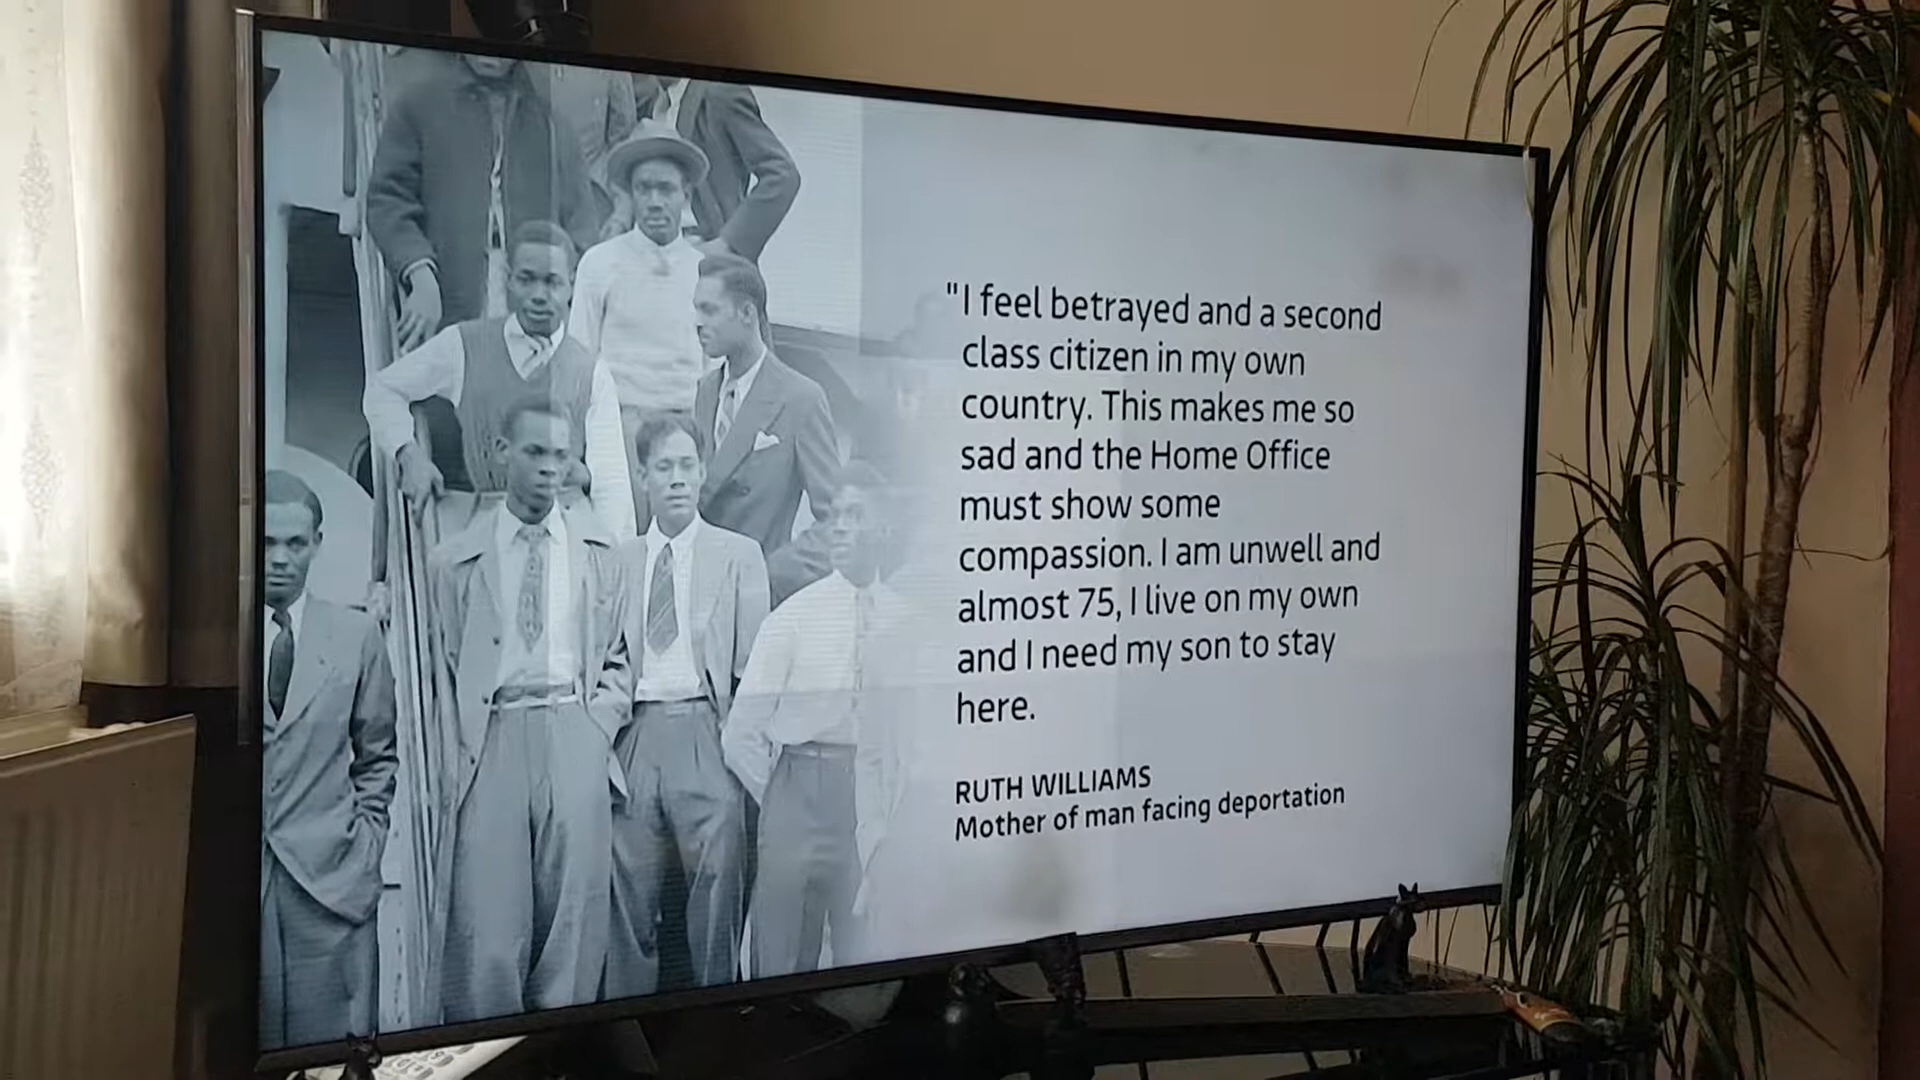 "I feel betrayed and a second
class citizen in my own
country. This makes me so
sad and the Home Office
must show some
compassion. I am unwell and
almost 75, I live on my own
and I need my son to stay
here.
RUTH WILLIAMS
Mother of man facing deportation